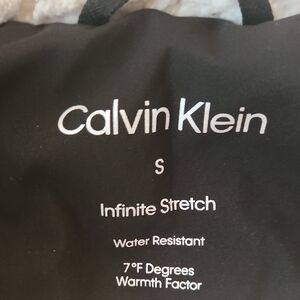 Calvin Klein
S
Infinite Stretch
Water Resistant
7°F Degrees
Warmth Factor